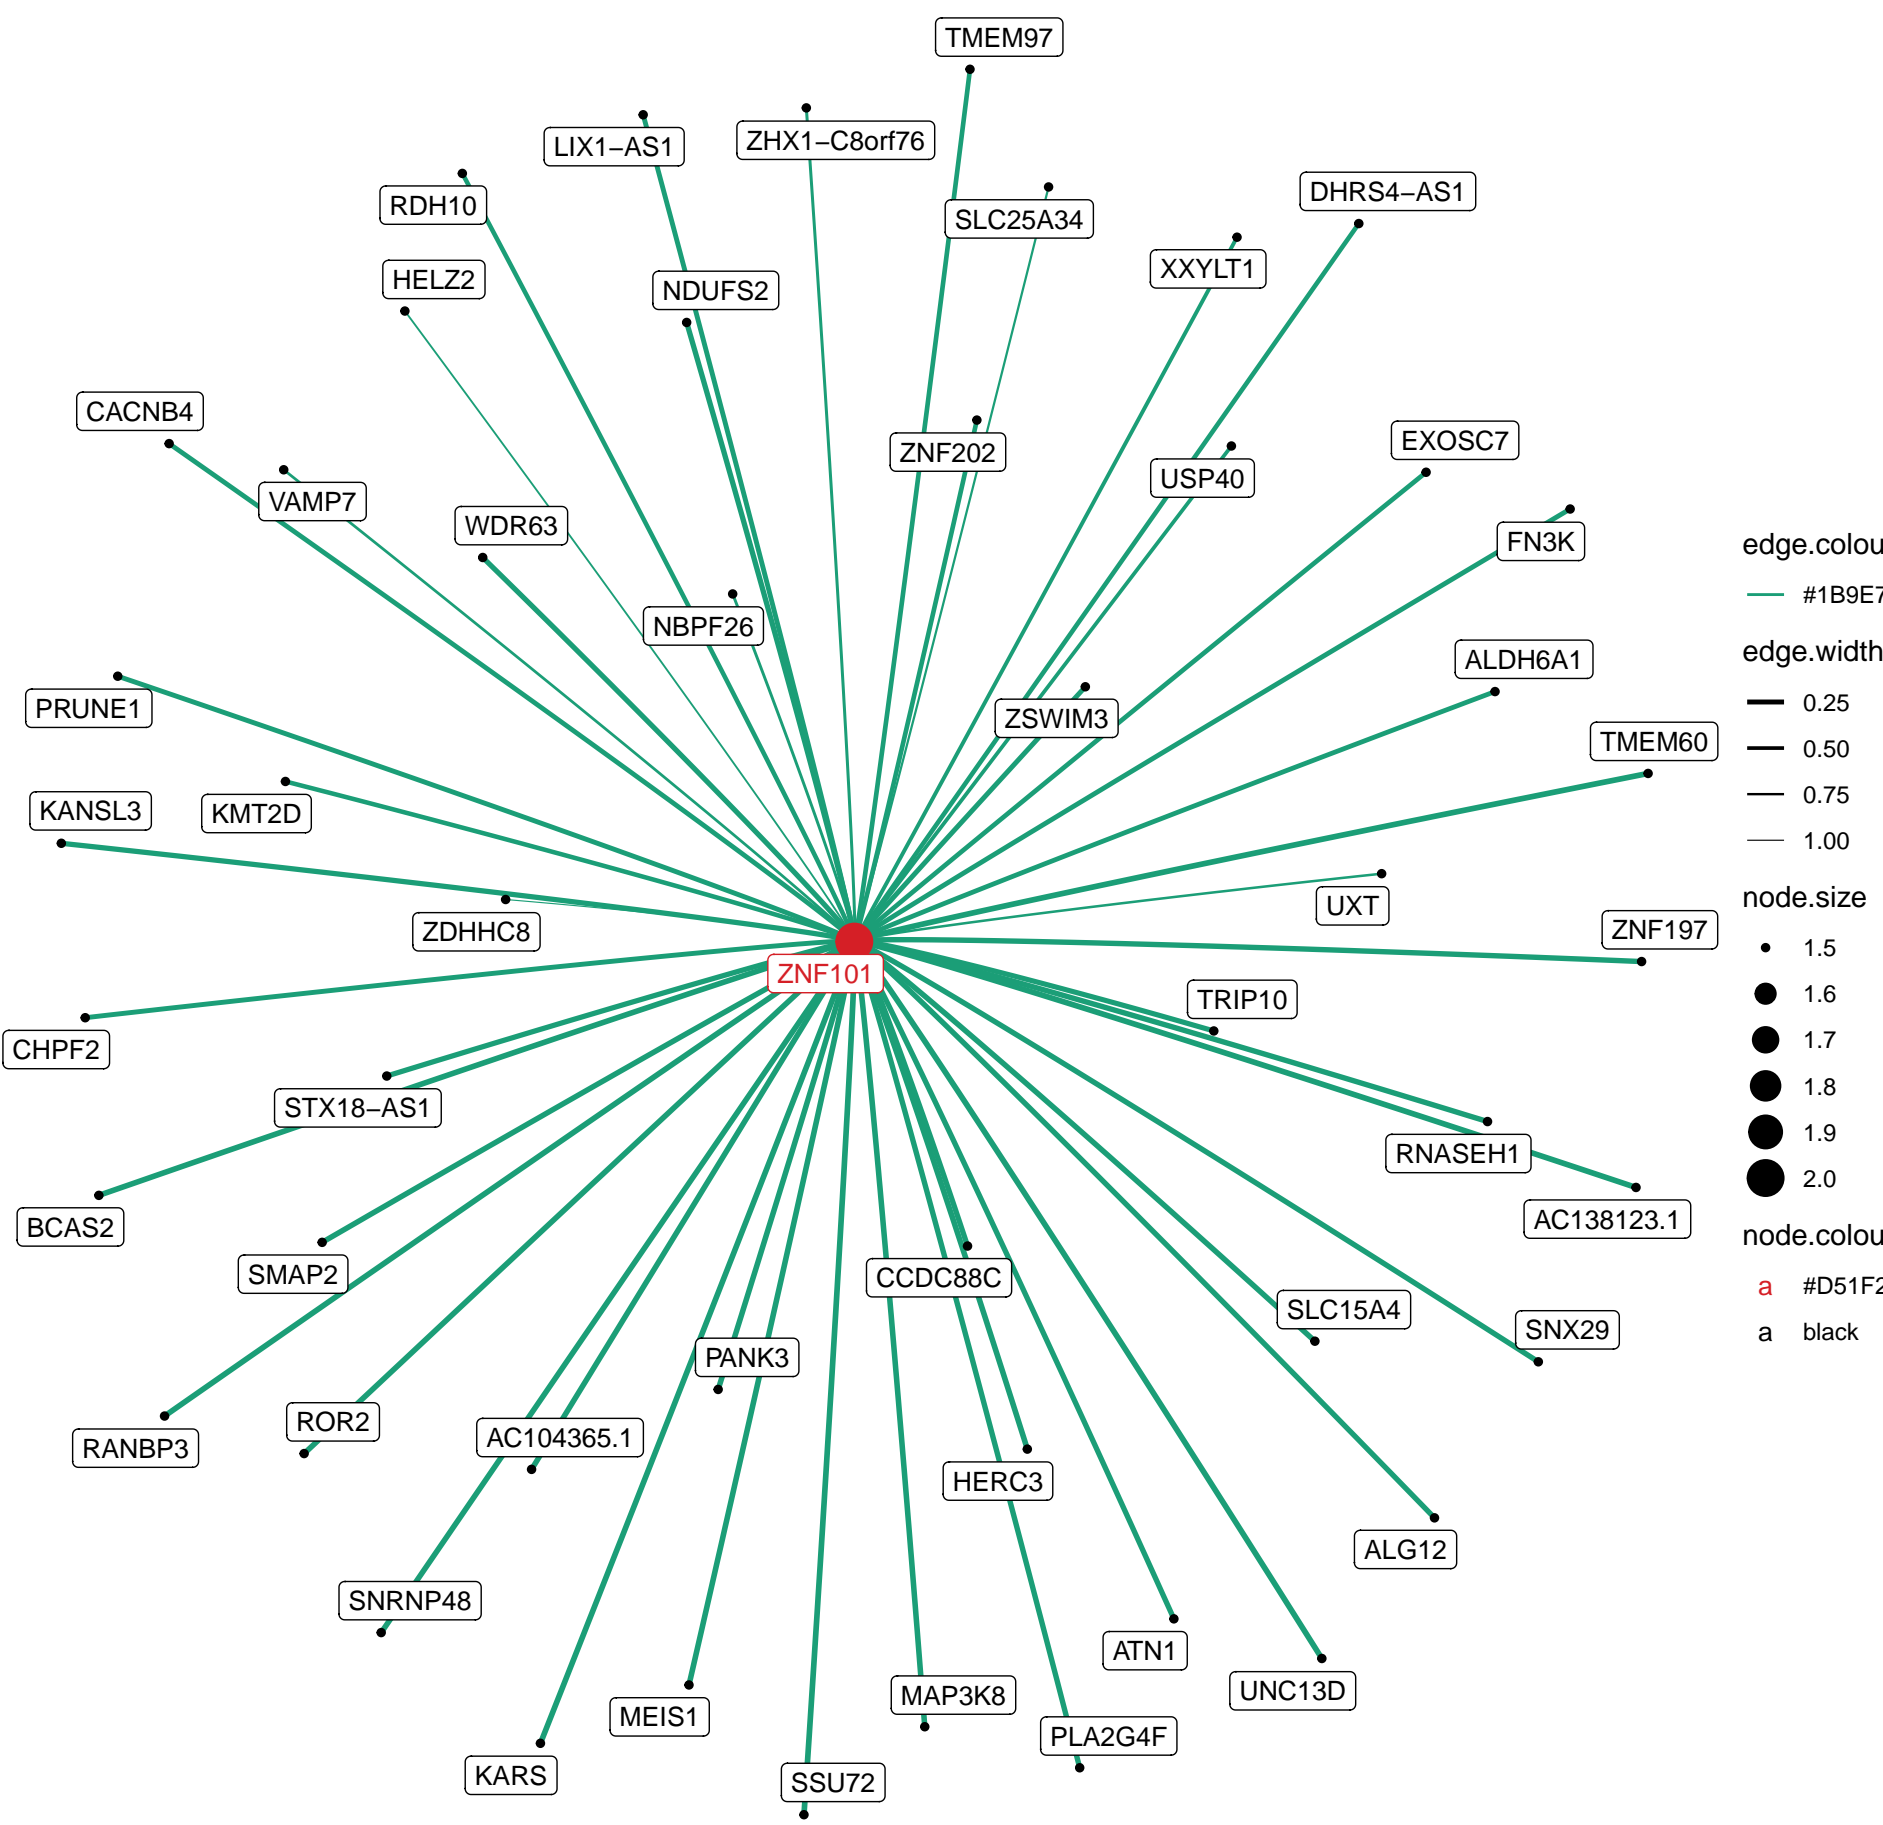 TMEM97
LIX1−AS1
ZHX1−C8orf76
RDH10
SLC25A34
DHRS4−AS1
XXYLT1
HELZ2
NDUFS2
CACNB4
VAMP7
WDR63
ZNF202
USP40
EXOSC7
FN3K
NBPF26
ZSWIM3
ALDH6A1
PRUNE1
TMEM60
KANSL3
KMT2D
ZDHHC8
UXT
ZNF197
ZNF101
TRIP10
CHPF2
STX18−AS1
RNASEH1
AC138123.1
BCAS2
SMAP2
CCDC88C
SLC15A4
SNX29
PANK3
RANBP3
ROR2
AC104365.1
HERC3
ALG12
SNRNP48
ATN1
UNC13D
MAP3K8
MEIS1
PLA2G4F
KARS
SSU72
edge.colou
#1B9E7
edge.width
0.25
0.50
0.75
1.00
node.size
1.5
1.6
1.7
1.8
1.9
2.0
node.colou
a #D51F2
a black